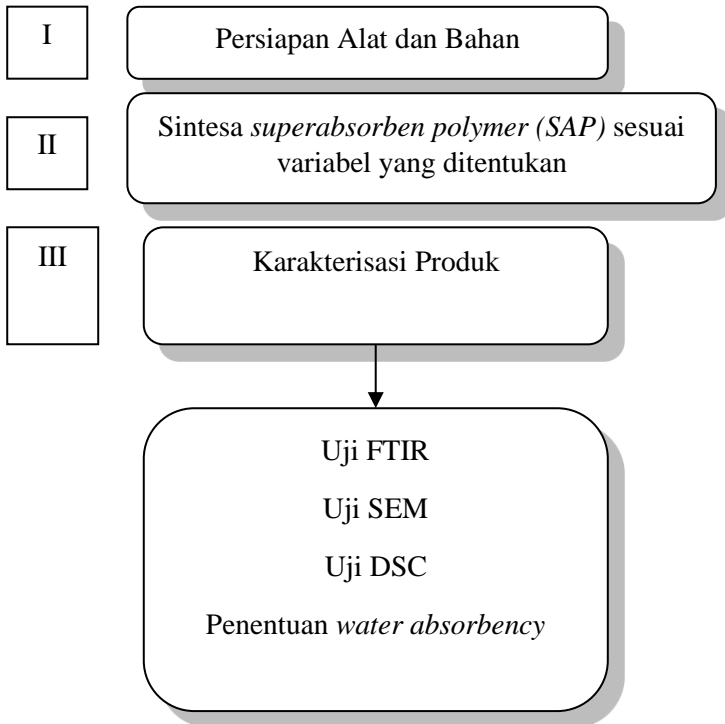 I
Persiapan Alat dan Bahan
II
Sintesa superabsorben polymer (SAP) sesuai
variabel yang ditentukan
III
Karakterisasi Produk
Uji FTIR
Uji SEM
Uji DSC
Penentuan water absorbency